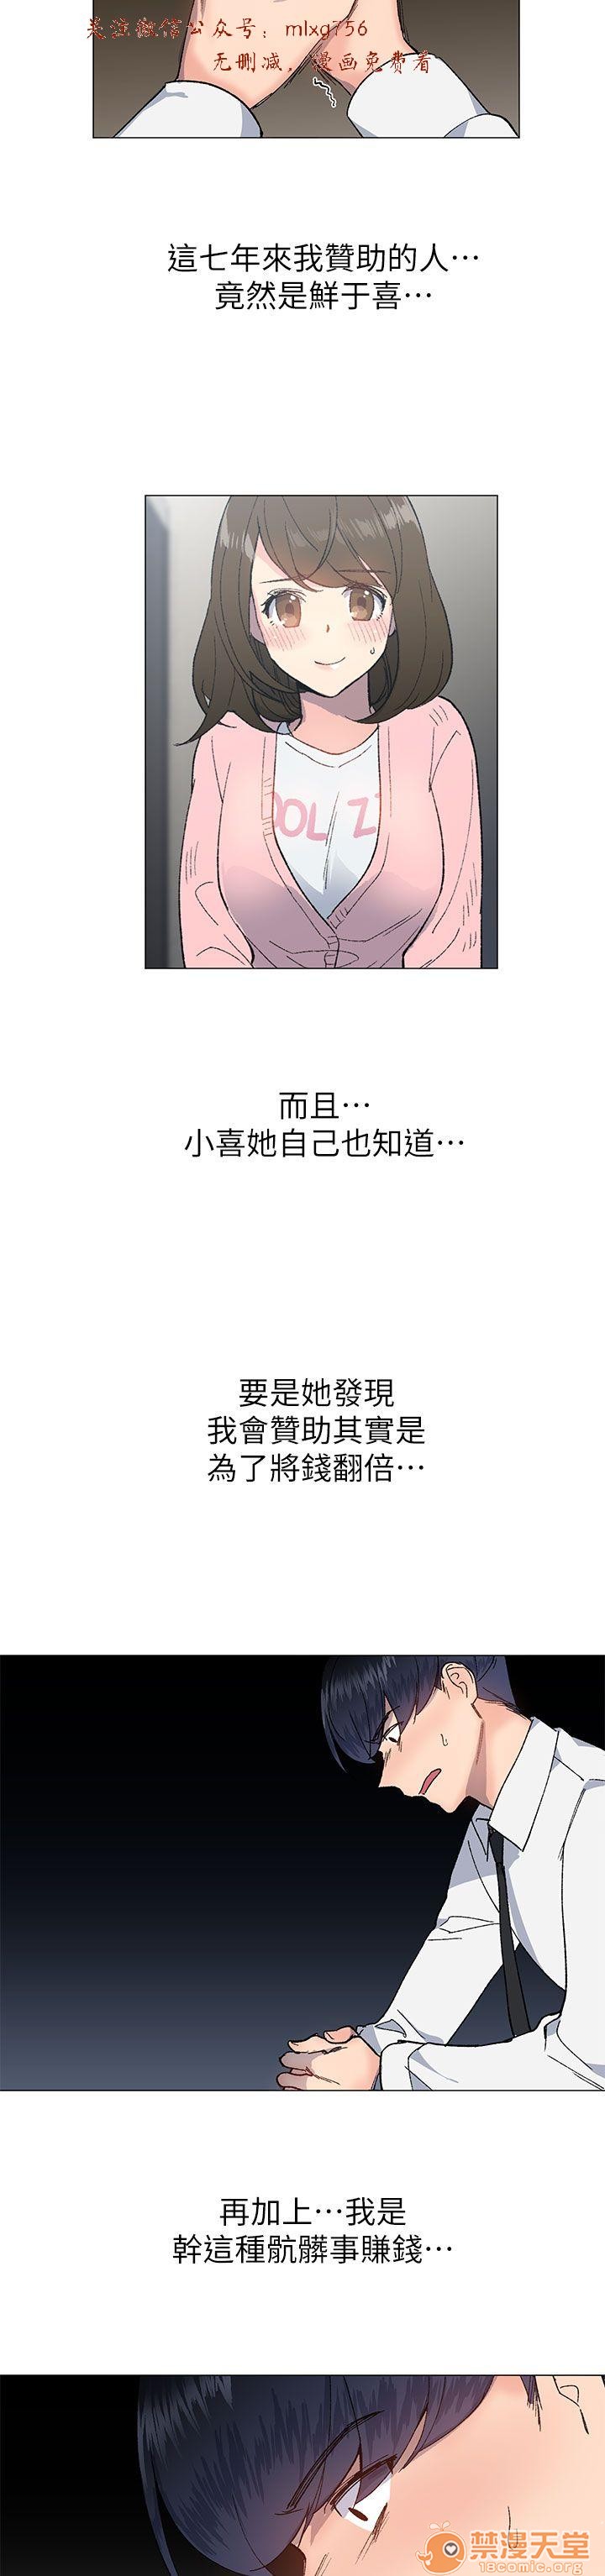 关注微信公众号：mlxg756
无删减，漫画免费看
這七年來我贊助的人⋯
竟然是鮮于喜⋯
OOL Z
而且⋯
小喜她自己也知道⋯
要是她發現
我會贊助其實是
為了將錢翻倍⋯
再加上⋯我是
幹這種骯髒事賺錢⋯
禁漫天堂
18comic.com
18comic.org